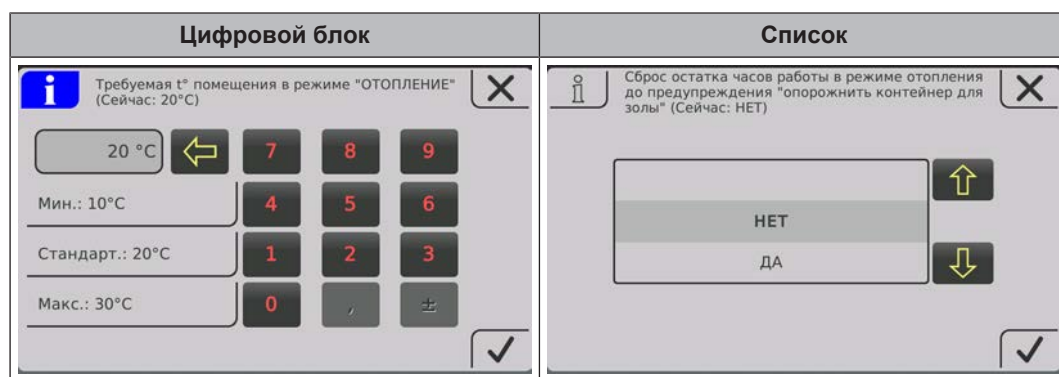 Цифровой блок
Список
i
Требуемая t° помещения в режиме "ОТОПЛЕНИЕ"
(Сейчас: 20°C)
20 °C
7 8 9
Мин.: 10°C
4 5 6
Стандарт.: 20°C
1 2 3
Макс.: 30°C
0 , ±
i
Сброс остатка часов работы в режиме отопления
до предупреждения "опорожнить контейнер для
золы" (Сейчас: НЕТ)
НЕТ
ДА